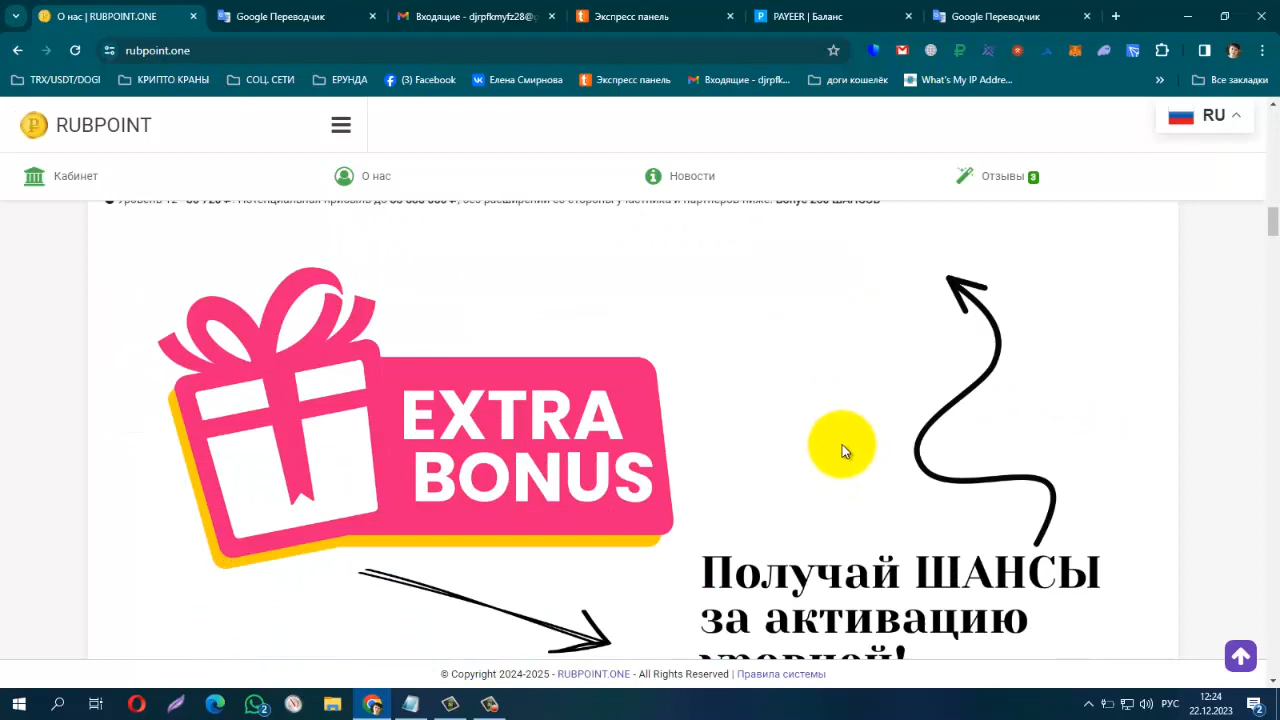 О нас | RUBPOINT
Google Переводчик
Входящие - djrpfkmyfz28@g
Экспресс панель
PAYEER | Баланс
Google Переводчик
rubpoint.one
TRX/USDT/DOGI
КРИПТО КРАНЫ
СОЦ. СЕТИ
ЕРУНДА
(3) Facebook
Елена Смирнова
Экспресс панель
Входящие - djrpfk...
доги кошелёк
What's My IP Addre...
Все закладки
RUBPOINT
RU
Кабинет
О нас
Новости
Отзывы 3
EXTRA
BONUS
Получай ШАНСЫ
за активацию
уровней!
© Copyright 2024-2025 - RUBPOINT.ONE - All Rights Reserved | Правила системы
РУС
12:24
22.12.2023